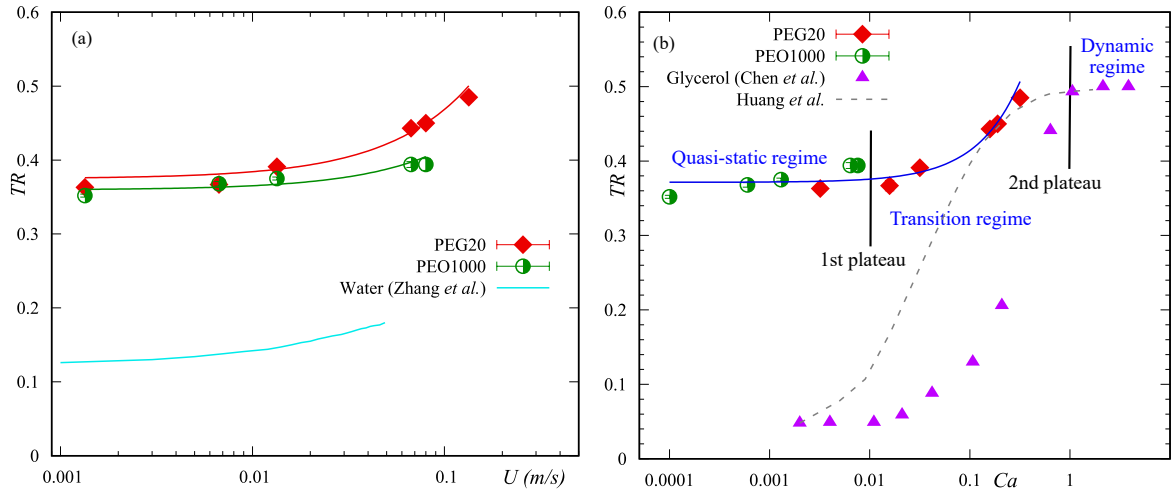 (a)
0.6
0.5
0.4
TR
0.3
0.2
0.1
0
PEG20
PEO1000
Water (Zhang et al.)
0.001
0.01
0.1
U (m/s)
(b)
0.6
0.5
0.4
TR
0.3
0.2
0.1
0
PEG20
PEO1000
Glycerol (Chen et al.)
Huang et al.
Dynamic
regime
Quasi-static regime
2nd plateau
Transition regime
1st plateau
0.0001
0.001
0.01
0.1
Ca
1